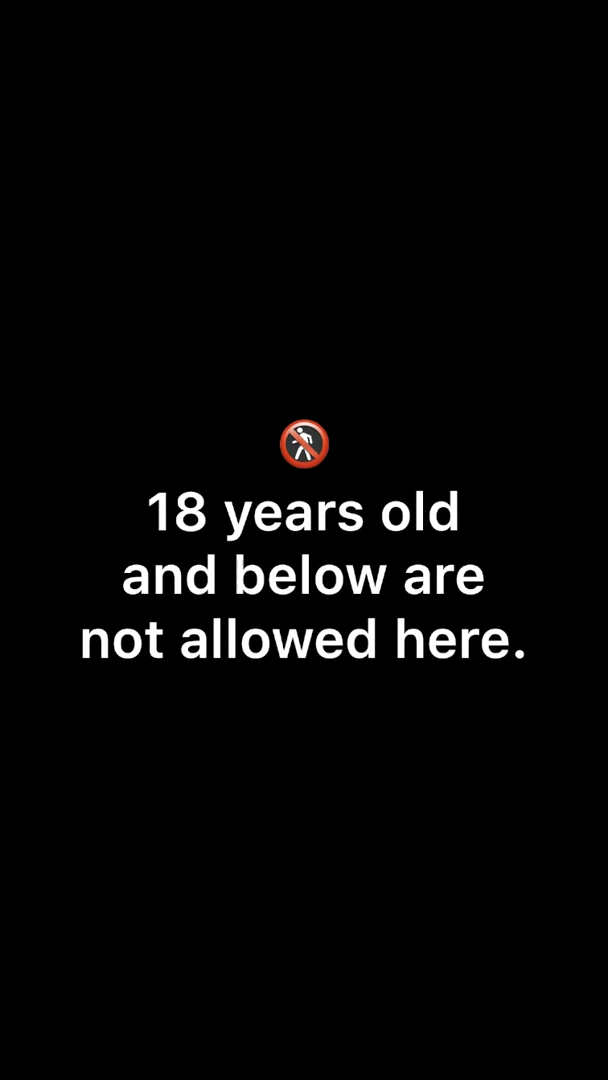 18 years old
and below are
not allowed here.